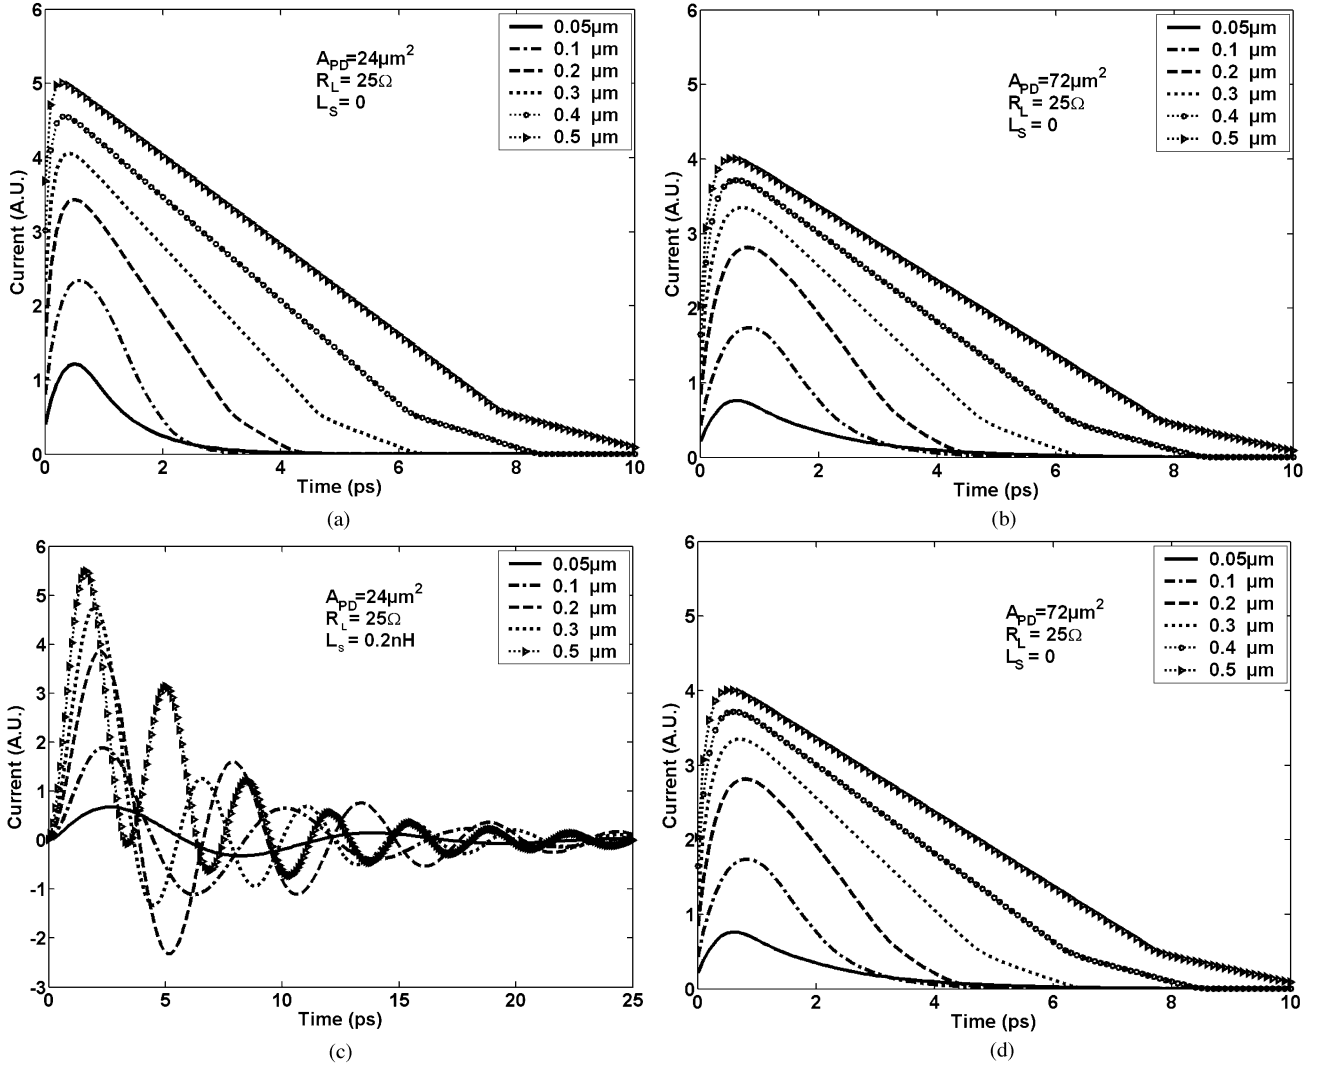 6
5
4
3
2
1
0
0 2 4 6 8 10
Current (A.U.)
Time (ps)
A_PD=24µm²
R_L = 25Ω
L_S= 0
0.05µm
0.1 µm
0.2 µm
0.3 µm
0.4 µm
0.5 µm
(a)
6
5
4
3
2
1
0
0 2 4 6 8 10
Current (A.U.)
Time (ps)
A_PD=72µm²
R_L = 25Ω
L_S = 0
0.05µm
0.1 µm
0.2 µm
0.3 µm
0.4 µm
0.5 µm
(b)
6
5
4
3
2
1
0
-1
-2
-3
0 5 10 15 20 25
Current (A.U.)
Time (ps)
A_PD=24µm²
R_L = 25Ω
L_S = 0.2nH
0.05µm
0.1 µm
0.2 µm
0.3 µm
0.5 µm
(c)
6
5
4
3
2
1
0
0 2 4 6 8 10
Current (A.U.)
Time (ps)
A_PD=72µm²
R_L = 25Ω
L_S = 0
0.05µm
0.1 µm
0.2 µm
0.3 µm
0.4 µm
0.5 µm
(d)